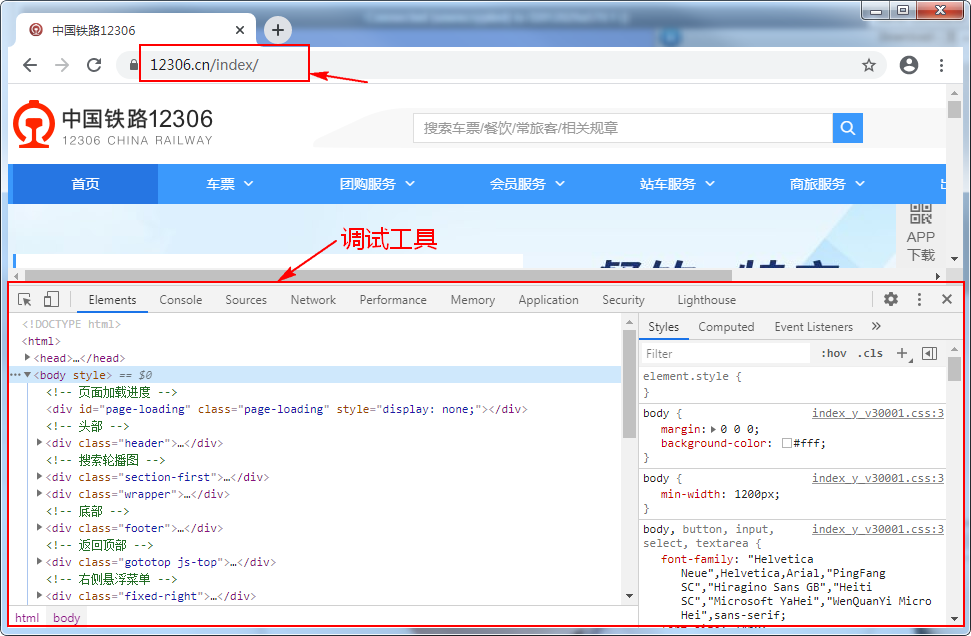 中国铁路12306
12306.cn/index/
中国铁路12306
12306 CHINA RAILWAY
搜索车票/餐饮/常旅客/相关规章
首页 车票 团购服务 会员服务 站车服务 商旅服务
APP
下载
调试工具
Elements Console Sources Network Performance Memory Application Security Lighthouse
<!DOCTYPE html>
<html>
<head>…</head>
<body style> == $0
<!-- 页面加载进度 -->
<div id="page-loading" class="page-loading" style="display: none;"></div>
<!-- 头部 -->
<div class="header">…</div>
<!-- 搜索轮播图 -->
<div class="section-first">…</div>
<div class="wrapper">…</div>
<!-- 底部 -->
<div class="footer">…</div>
<!-- 返回顶部 -->
<div class="gototop js-top">…</div>
<!-- 右侧悬浮菜单 -->
<div class="fixed-right">…</div>
html body
Styles Computed Event Listeners »
Filter :hov .cls +
element.style {
}
body { index_y_v30001.css:3
margin: 0 0 0;
background-color: #fff;
}
body { index_y_v30001.css:3
min-width: 1200px;
}
body, button, input, index_y_v30001.css:3
select, textarea {
font-family: "Helvetica
Neue",Helvetica,Arial,"PingFang
SC","Hiragino Sans GB","Heiti
SC","Microsoft YaHei","WenQuanYi Micro
Hei",sans-serif;